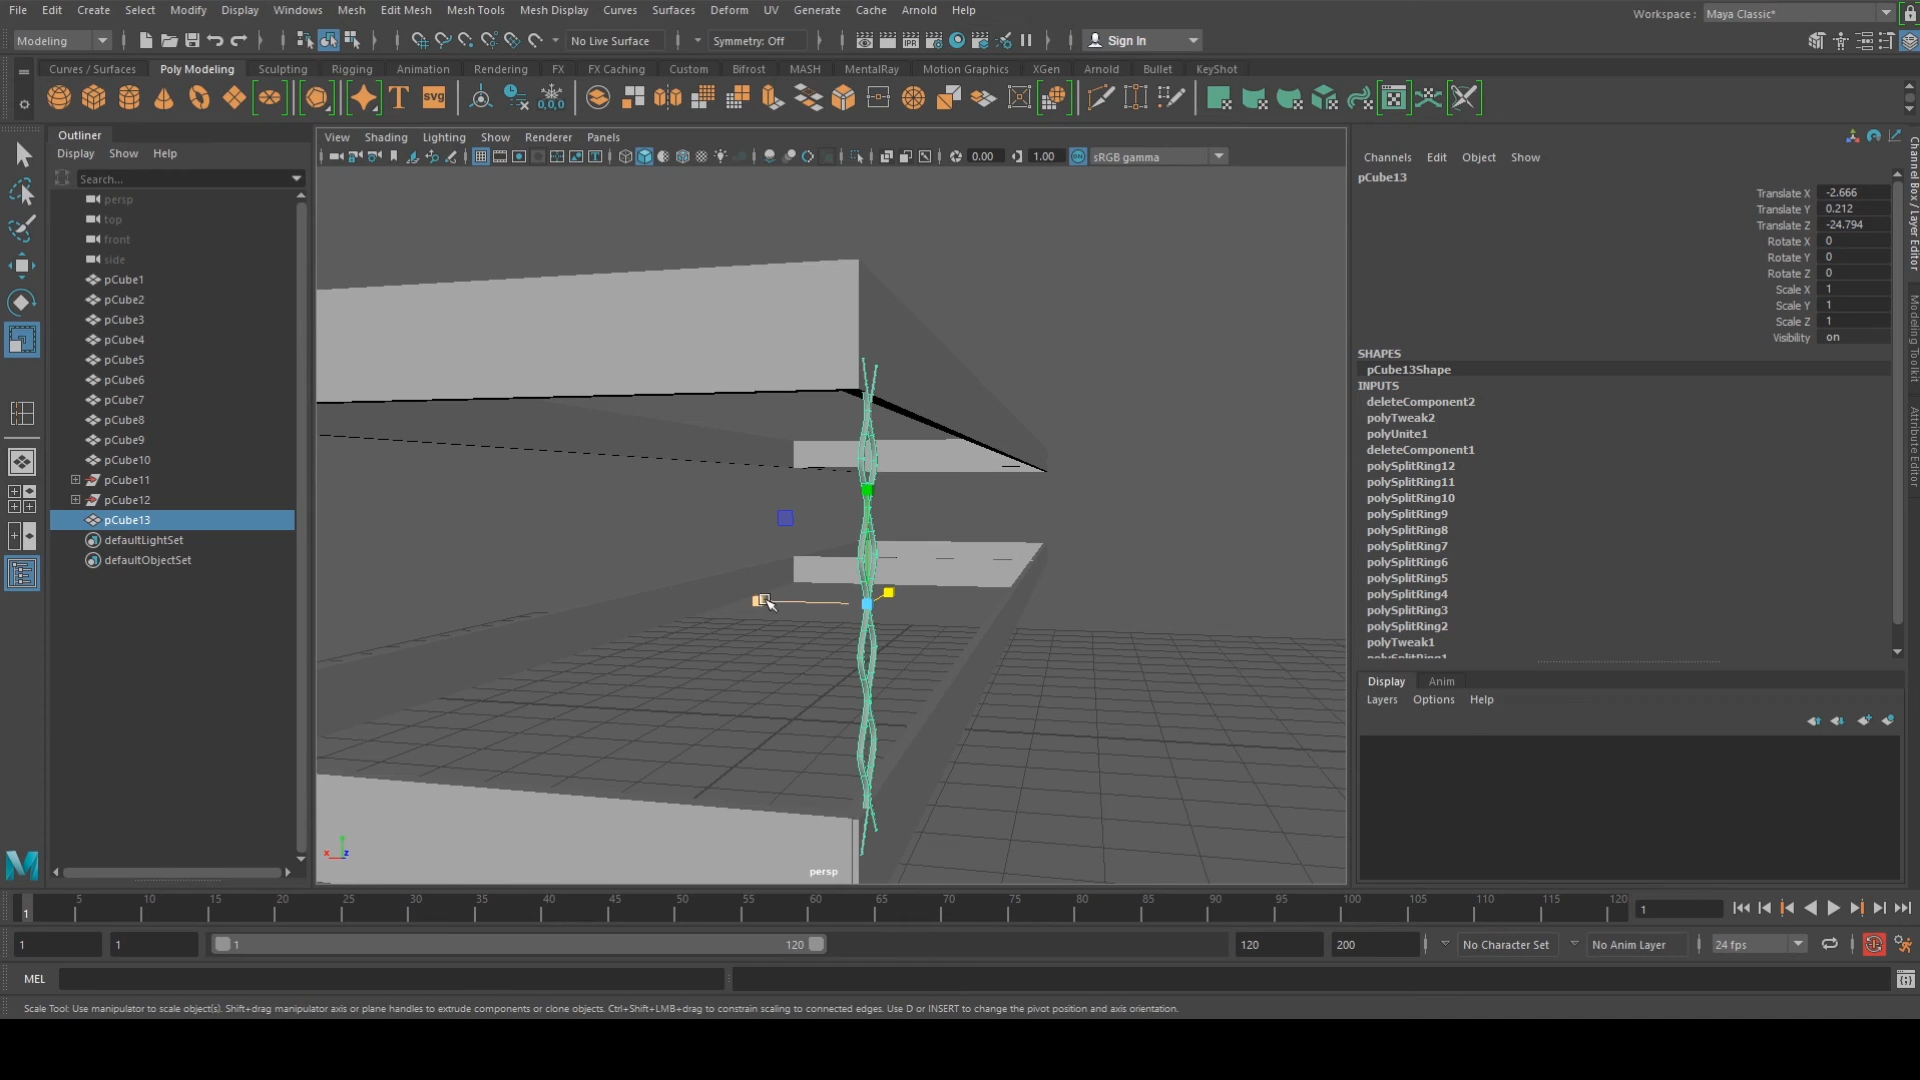 File Edit Create Select Modify Display Windows Mesh Edit Mesh Mesh Tools Mesh Display Curves Surfaces Deform UV Generate Cache Arnold Help
Workspace : Maya Classic*
Modeling No Live Surface Symmetry: Off Sign In
Curves / Surfaces Poly Modeling Sculpting Rigging Animation Rendering FX FX Caching Custom Bifrost MASH MentalRay Motion Graphics XGen Arnold Bullet KeyShot
Outliner
Display Show Help
Search...
persp
top
front
side
pCube1
pCube2
pCube3
pCube4
pCube5
pCube6
pCube7
pCube8
pCube9
pCube10
pCube11
pCube12
pCube13
defaultLightSet
defaultObjectSet
View Shading Lighting Show Renderer Panels
0.00 1.00 sRGB gamma
persp
Channels Edit Object Show
pCube13
Translate X -2.666
Translate Y 0.212
Translate Z -24.794
Rotate X 0
Rotate Y 0
Rotate Z 0
Scale X 1
Scale Y 1
Scale Z 1
Visibility on
SHAPES
pCube13Shape
INPUTS
deleteComponent2
polyTweak2
polyUnite1
deleteComponent1
polySplitRing12
polySplitRing11
polySplitRing10
polySplitRing9
polySplitRing8
polySplitRing7
polySplitRing6
polySplitRing5
polySplitRing4
polySplitRing3
polySplitRing2
polyTweak1
polySplitRing1
Channel Box / Layer Editor
Modeling Toolkit
Attribute Editor
Display Anim
Layers Options Help
1 5 10 15 20 25 30 35 40 45 50 55 60 65 70 75 80 85 90 95 100 105 110 115 120 1
1 1 1 120 120 200 No Character Set No Anim Layer 24 fps
MEL
Scale Tool: Use manipulator to scale object(s). Shift+drag manipulator axis or plane handles to extrude components or clone objects. Ctrl+Shift+LMB+drag to constrain scaling to connected edges. Use D or INSERT to change the pivot position and axis orientation.